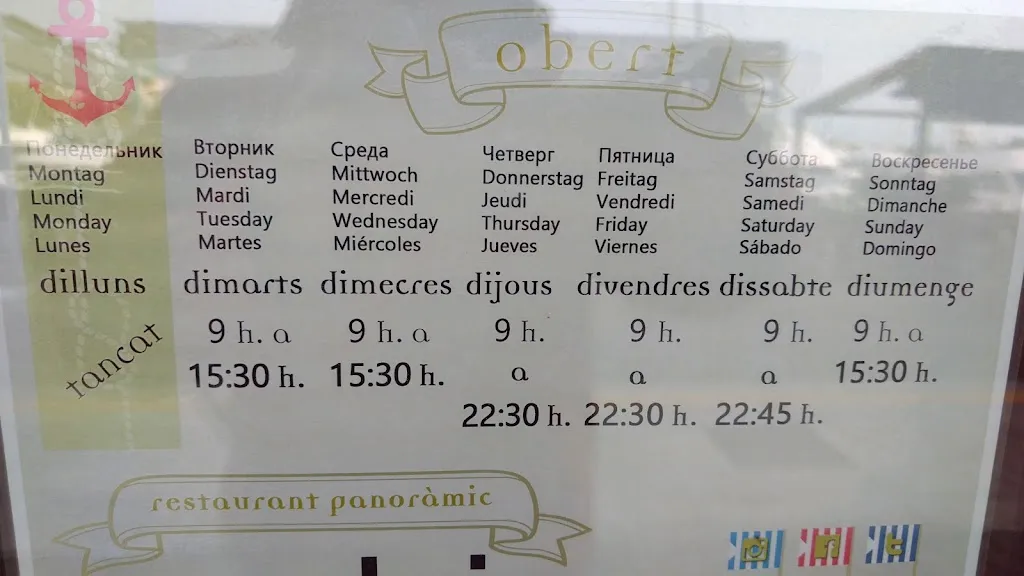 obert
Понедельник Вторник Среда Четверг Пятница Суббота Воскресенье
Montag Dienstag Mittwoch Donnerstag Freitag Samstag Sonntag
Lundi Mardi Mercredi Jeudi Vendredi Samedi Dimanche
Monday Tuesday Wednesday Thursday Friday Saturday Sunday
Lunes Martes Miércoles Jueves Viernes Sábado Domingo
dilluns dimarts dimecres dijous divendres dissabte diumenge
tancat 9 h. a 9 h. a 9 h. 9 h. 9 h. 9 h. a
15:30 h. 15:30 h. a a a 15:30 h.
22:30 h. 22:30 h. 22:45 h.
restaurant panoràmic